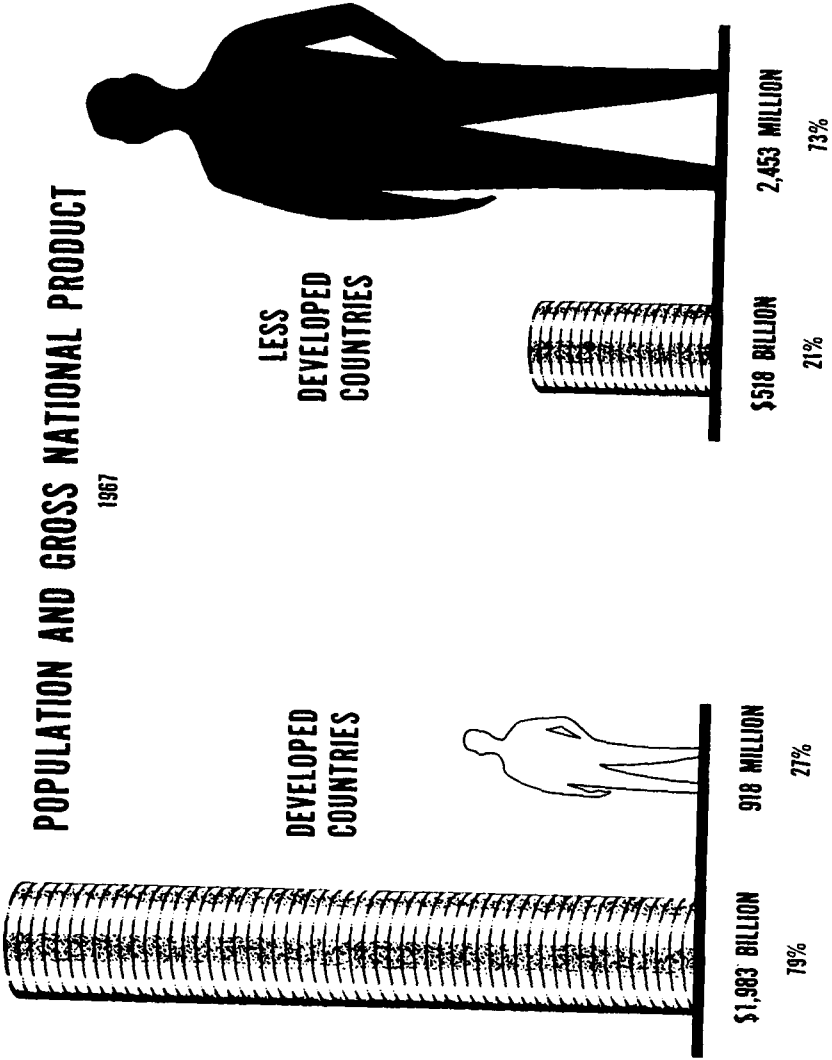 POPULATION AND GROSS NATIONAL PRODUCT
1967
DEVELOPED
COUNTRIES
$1,983 BILLION
79%
918 MILLION
27%
LESS
DEVELOPED
COUNTRIES
$518 BILLION
21%
2,453 MILLION
73%